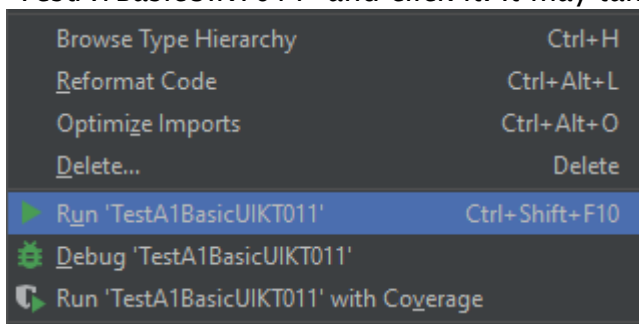 Browse Type Hierarchy Ctrl+H
Reformat Code Ctrl+Alt+L
Optimize Imports Ctrl+Alt+O
Delete... Delete
Run 'TestA1BasicUIKT011' Ctrl+Shift+F10
Debug 'TestA1BasicUIKT011'
Run 'TestA1BasicUIKT011' with Coverage